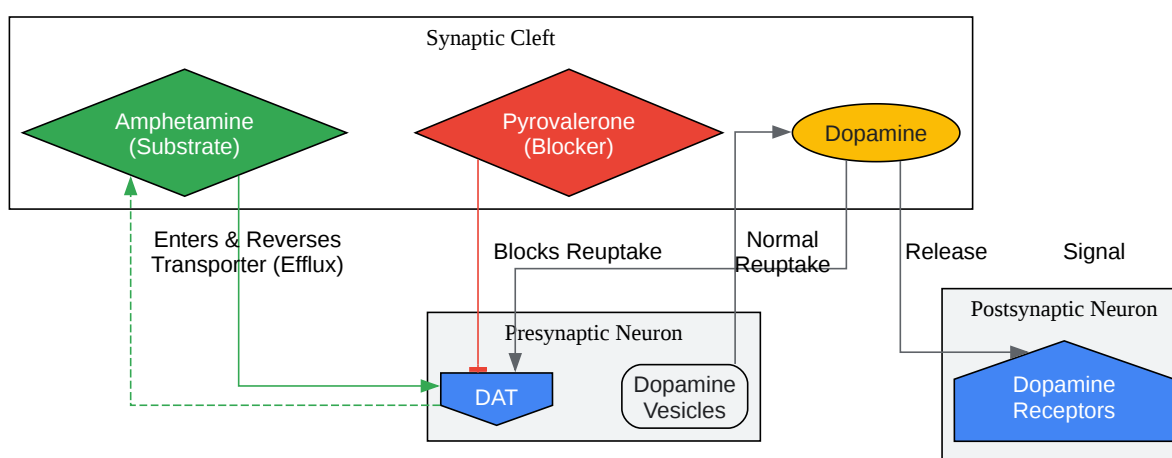 Synaptic Cleft
Amphetamine
(Substrate)
Pyrovalerone
(Blocker)
Dopamine
Enters & Reverses
Transporter (Efflux)
Blocks Reuptake
Normal
Reuptake
Release
Signal
Presynaptic Neuron
DAT
Dopamine
Vesicles
Postsynaptic Neuron
Dopamine
Receptors